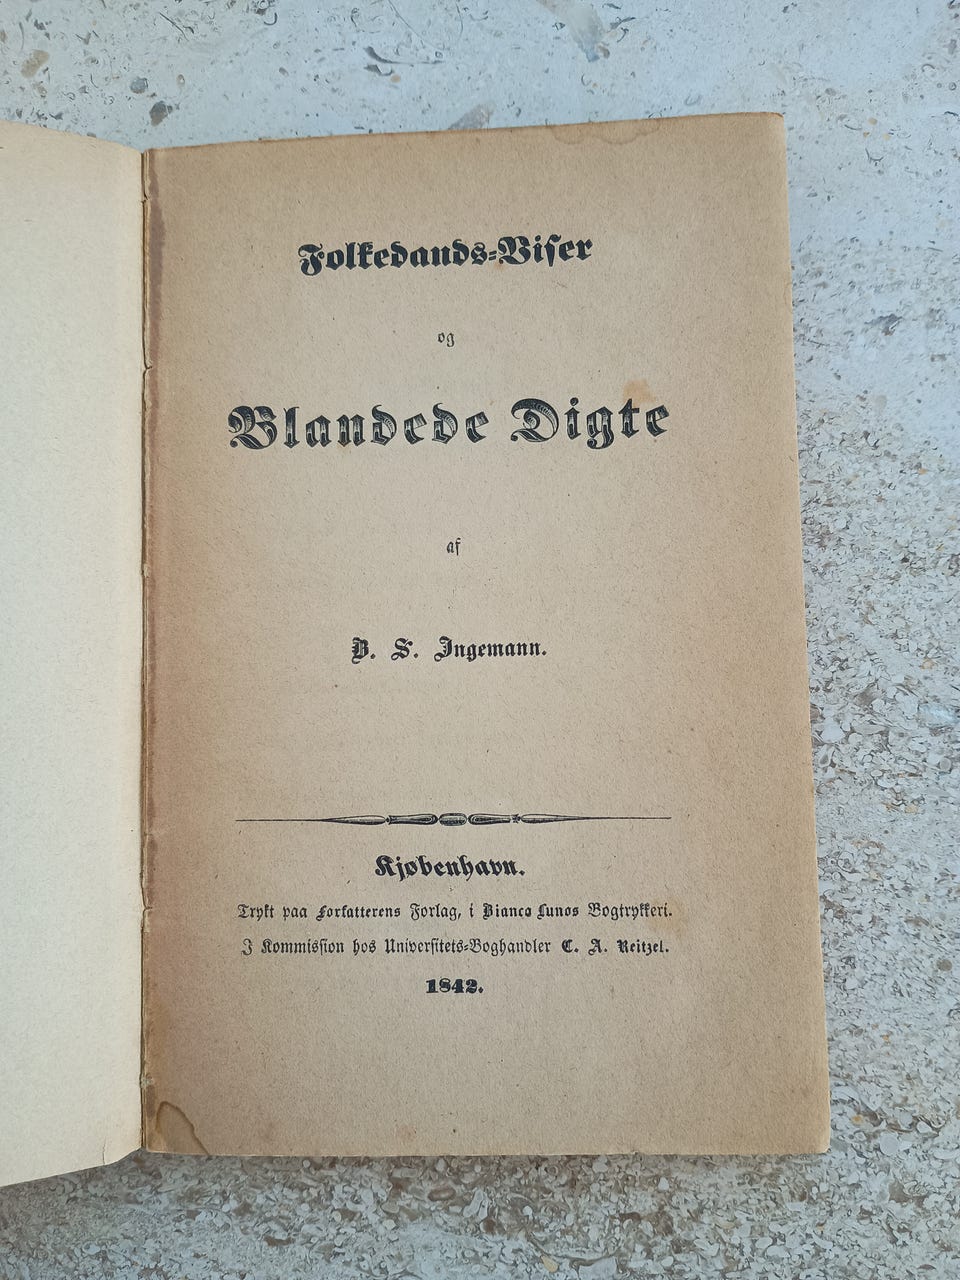 Folkedands-Viser
og
Blandede Digte
af
B. S. Ingemann.
Kjøbenhavn.
Trykt paa Forfatterens Forlag, i Bianco Lunos Bogtrykkeri.
I Kommission hos Universitets-Boghandler C. A. Reitzel.
1842.